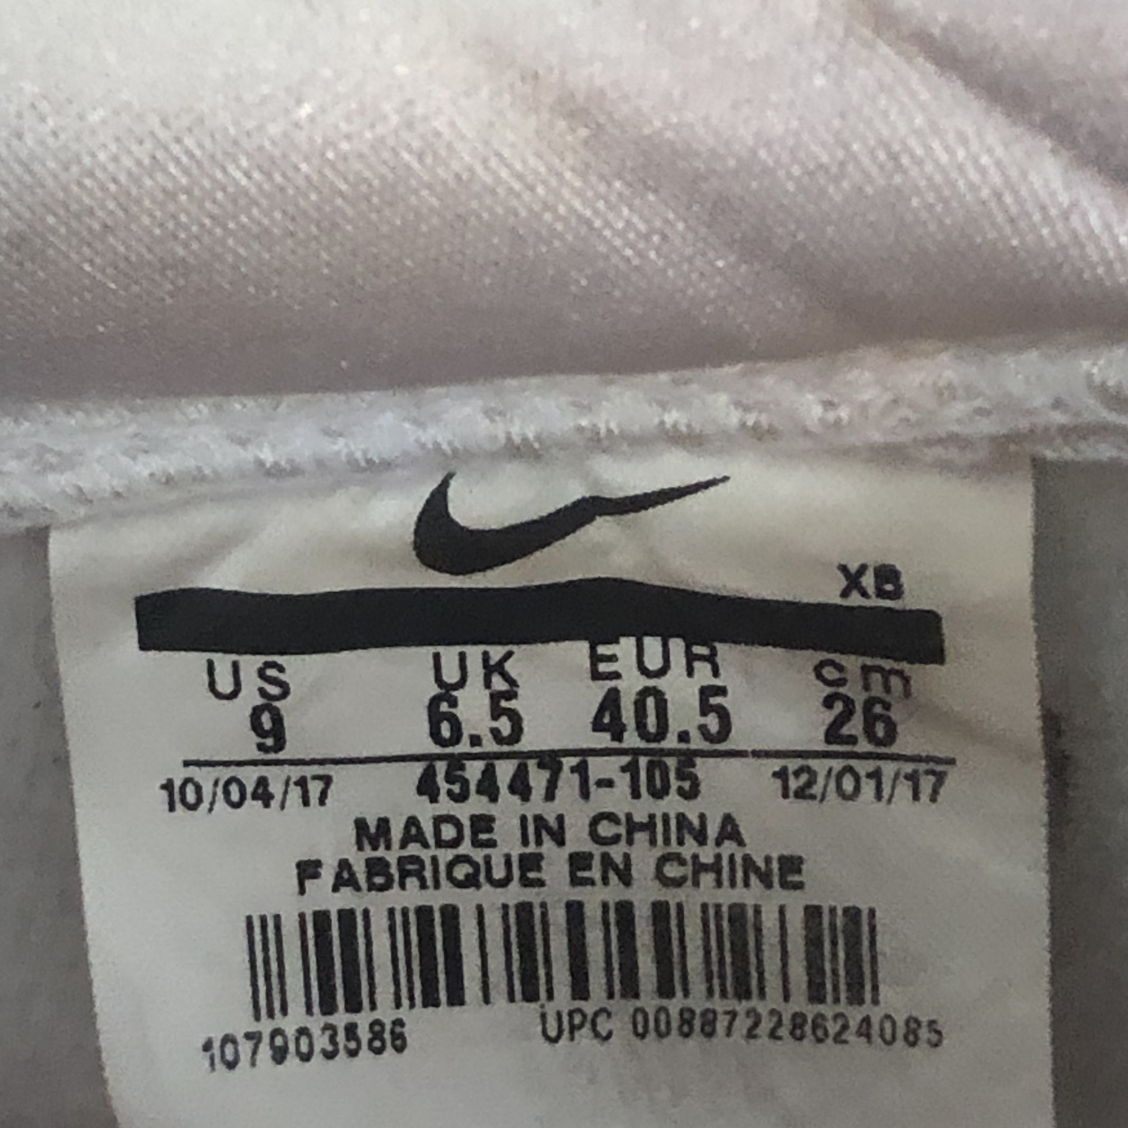 XB
US UK EUR cm
9 6.5 40.5 26
10/04/17 454471-105 12/01/17
MADE IN CHINA
FABRIQUE EN CHINE
107903586 UPC 00887228624085